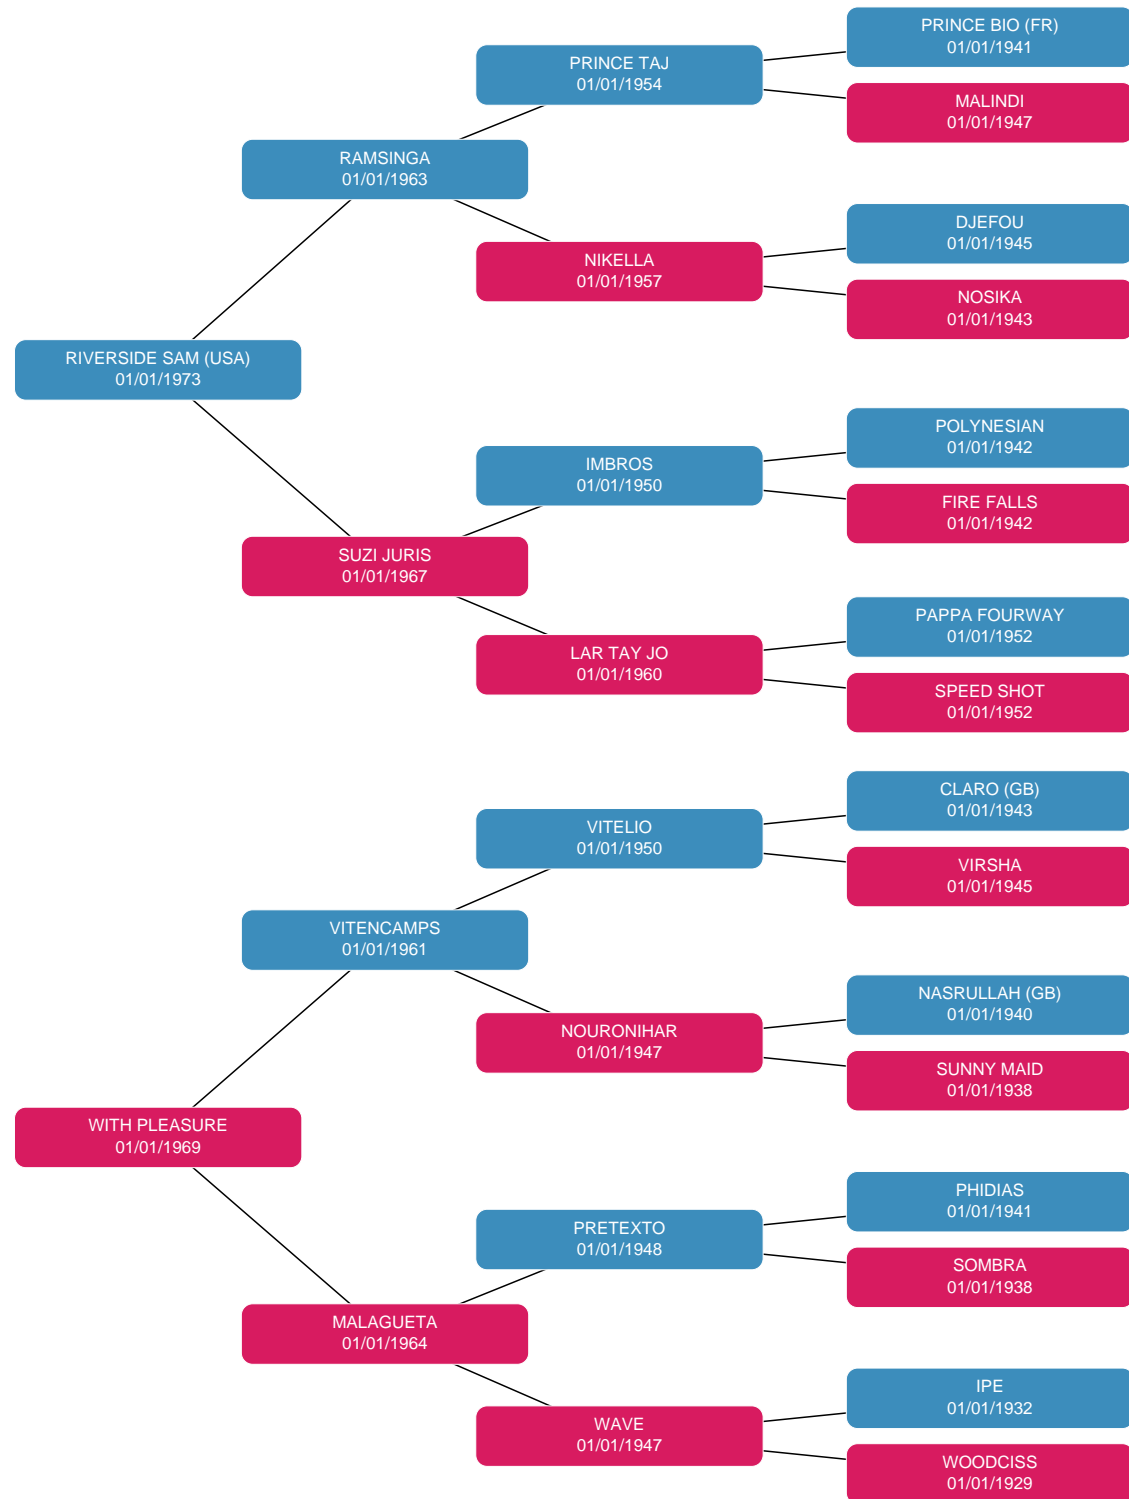 PRINCE BIO (FR)
01/01/1941
PRINCE TAJ
01/01/1954
MALINDI
01/01/1947
RAMSINGA
01/01/1963
DJEFOU
01/01/1945
NIKELLA
01/01/1957
NOSIKA
01/01/1943
RIVERSIDE SAM (USA)
01/01/1973
POLYNESIAN
01/01/1942
IMBROS
01/01/1950
FIRE FALLS
01/01/1942
SUZI JURIS
01/01/1967
PAPPA FOURWAY
01/01/1952
LAR TAY JO
01/01/1960
SPEED SHOT
01/01/1952
CLARO (GB)
01/01/1943
VITELIO
01/01/1950
VIRSHA
01/01/1945
VITENCAMPS
01/01/1961
NASRULLAH (GB)
01/01/1940
NOURONIHAR
01/01/1947
SUNNY MAID
01/01/1938
WITH PLEASURE
01/01/1969
PHIDIAS
01/01/1941
PRETEXTO
01/01/1948
SOMBRA
01/01/1938
MALAGUETA
01/01/1964
IPE
01/01/1932
WAVE
01/01/1947
WOODCISS
01/01/1929